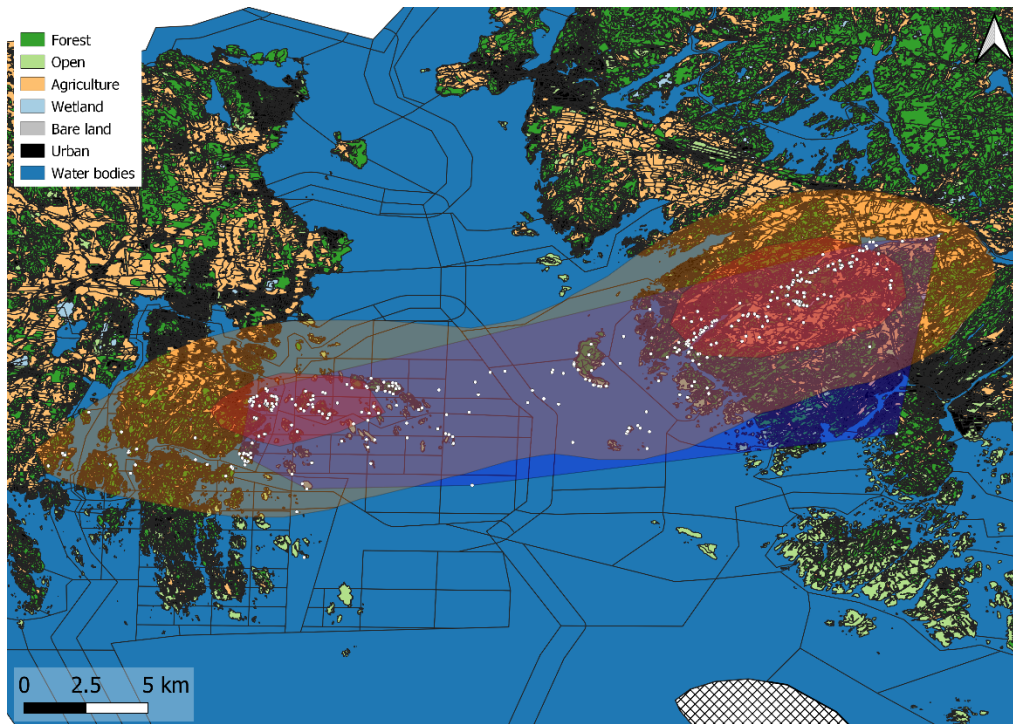 Forest
Open
Agriculture
Wetland
Bare land
Urban
Water bodies
0 2.5 5 km